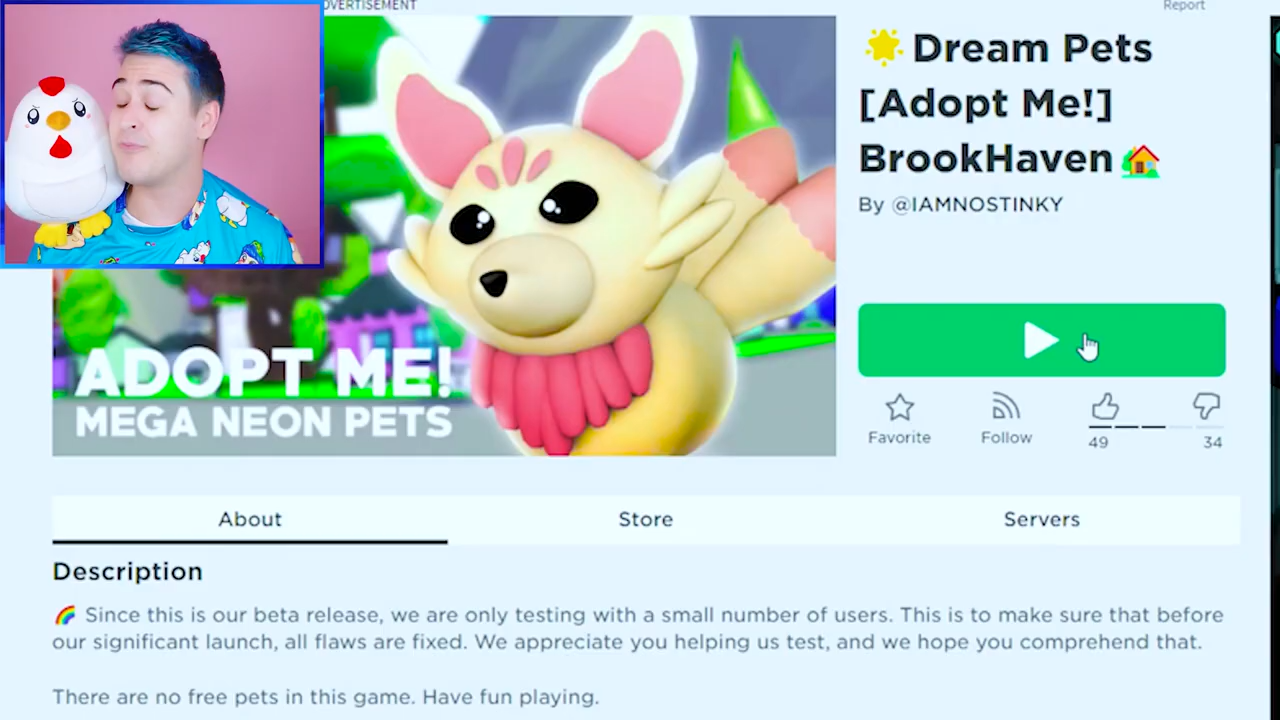 DVERTISEMENT
Report
Dream Pets
[Adopt Me!]
BrookHaven
By @IAMNOSTINKY
ADOPT ME!
MEGA NEON PETS
Favorite
Follow
49
34
About
Store
Servers
Description
Since this is our beta release, we are only testing with a small number of users. This is to make sure that before
our significant launch, all flaws are fixed. We appreciate you helping us test, and we hope you comprehend that.
There are no free pets in this game. Have fun playing.